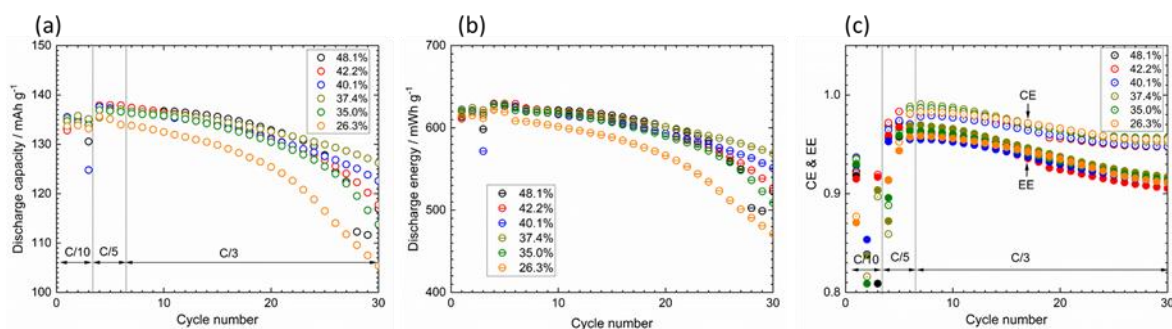 (a)
Discharge capacity / mAh g⁻¹
150
140
130
120
110
100
48.1%
42.2%
40.1%
37.4%
35.0%
26.3%
C/10
C/5
C/3
0
10
20
30
Cycle number
(b)
Discharge energy / mWh g⁻¹
700
600
500
400
48.1%
42.2%
40.1%
37.4%
35.0%
26.3%
0
10
20
30
Cycle number
(c)
CE & EE
1.0
0.9
0.8
48.1%
42.2%
40.1%
37.4%
35.0%
26.3%
CE
EE
C/10
C/5
C/3
0
10
20
30
Cycle number